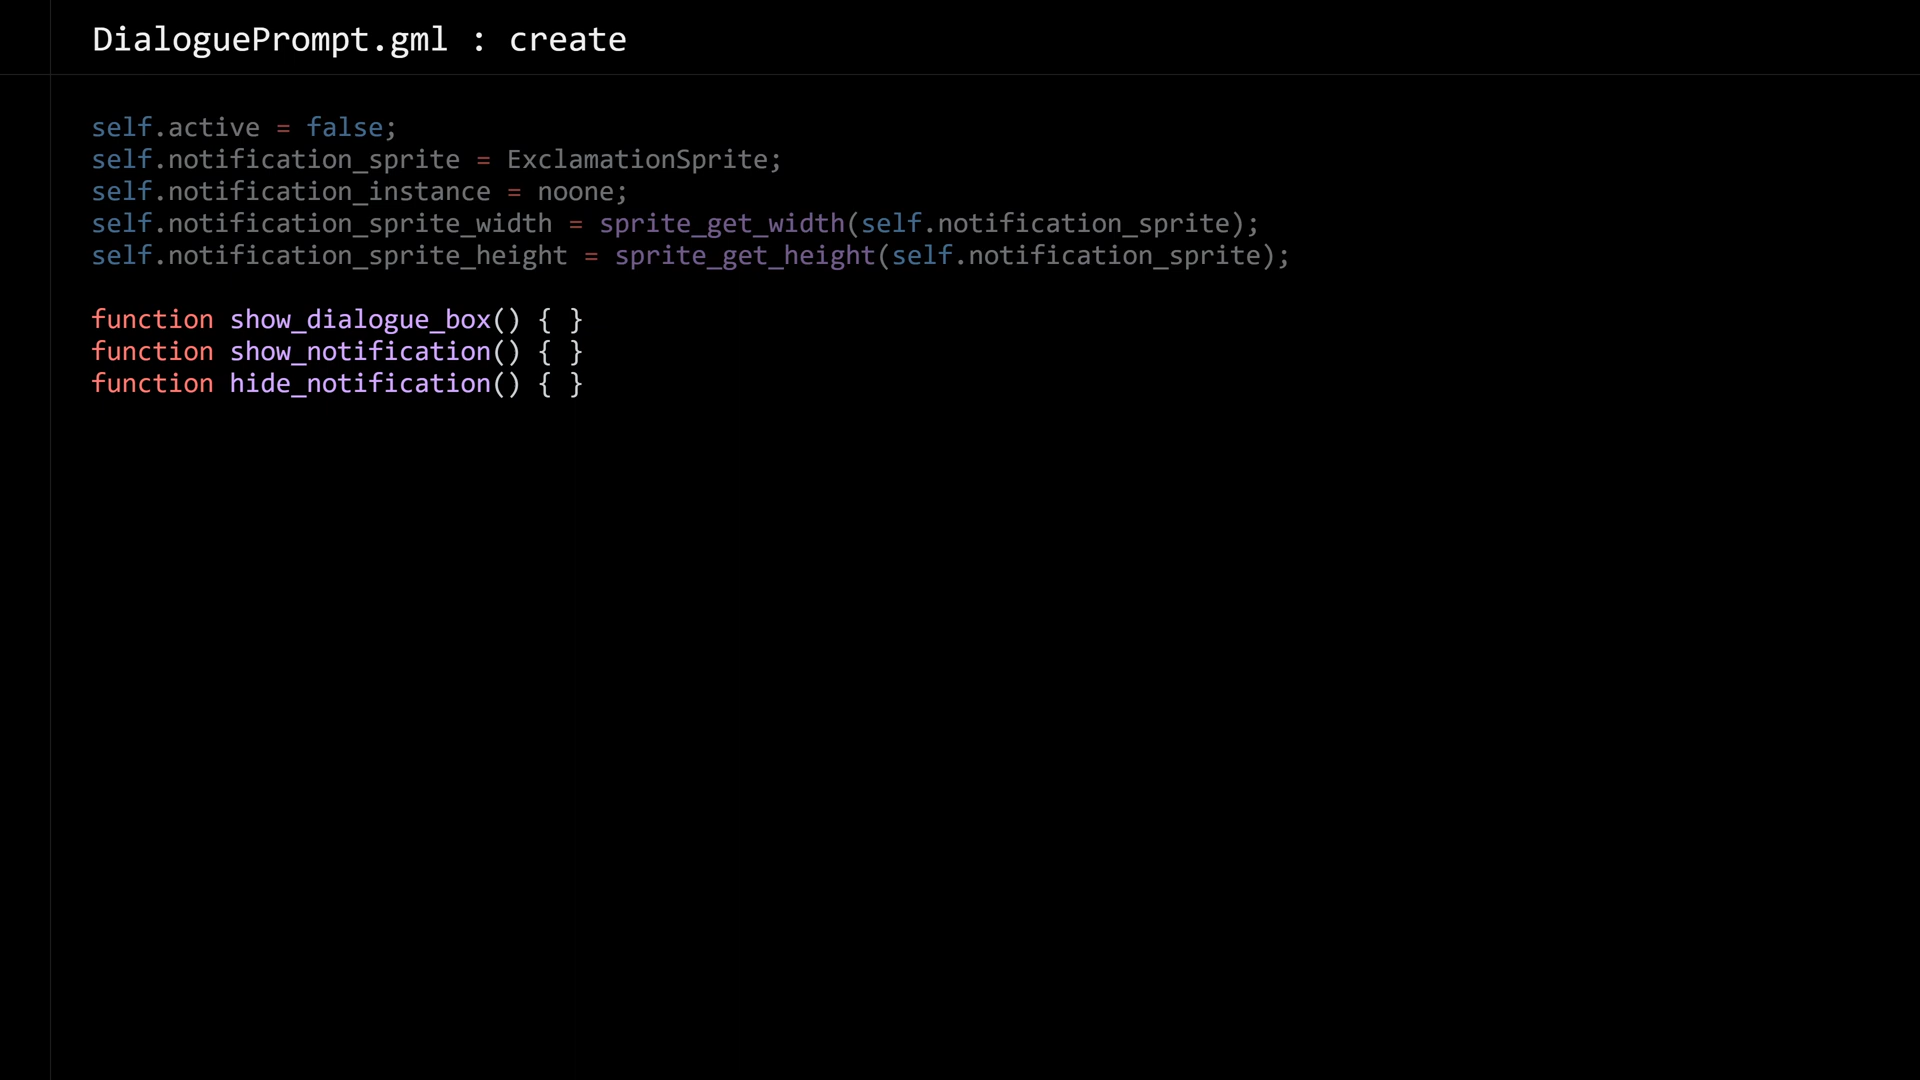 DialoguePrompt.gml : create
self.active = false;
self.notification_sprite = ExclamationSprite;
self.notification_instance = noone;
self.notification_sprite_width = sprite_get_width(self.notification_sprite);
self.notification_sprite_height = sprite_get_height(self.notification_sprite);
function show_dialogue_box() { }
function show_notification() { }
function hide_notification() { }